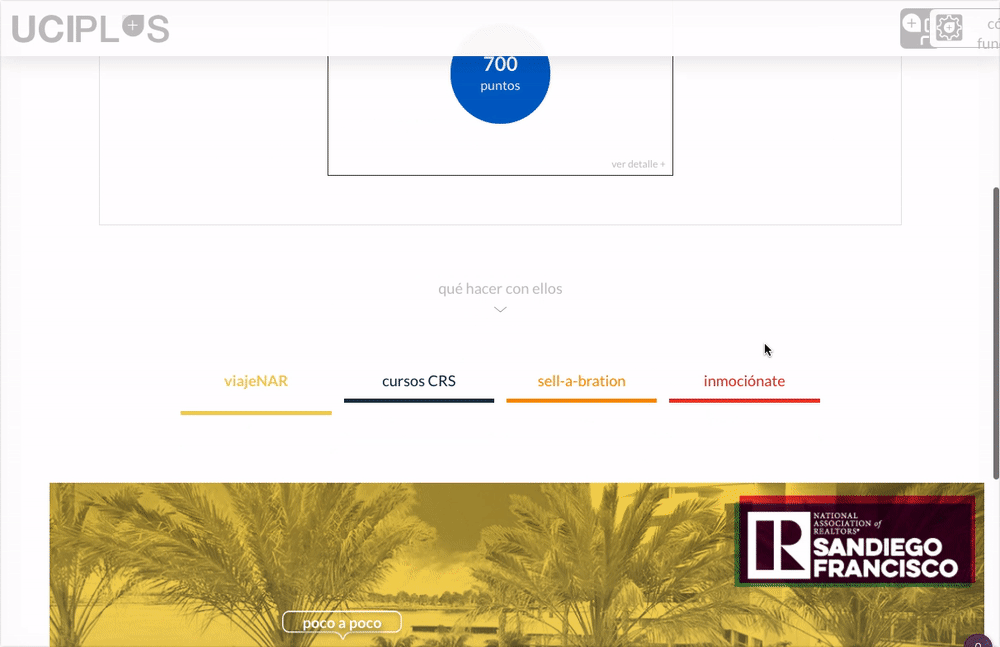 UCIPLUS
có
fun
700
puntos
ver detalle +
qué hacer con ellos
viajeNAR
cursos CRS
sell-a-bration
inmociónate
NATIONAL
ASSOCIATION of
REALTORS®
SANDIEGO
FRANCISCO
poco a poco